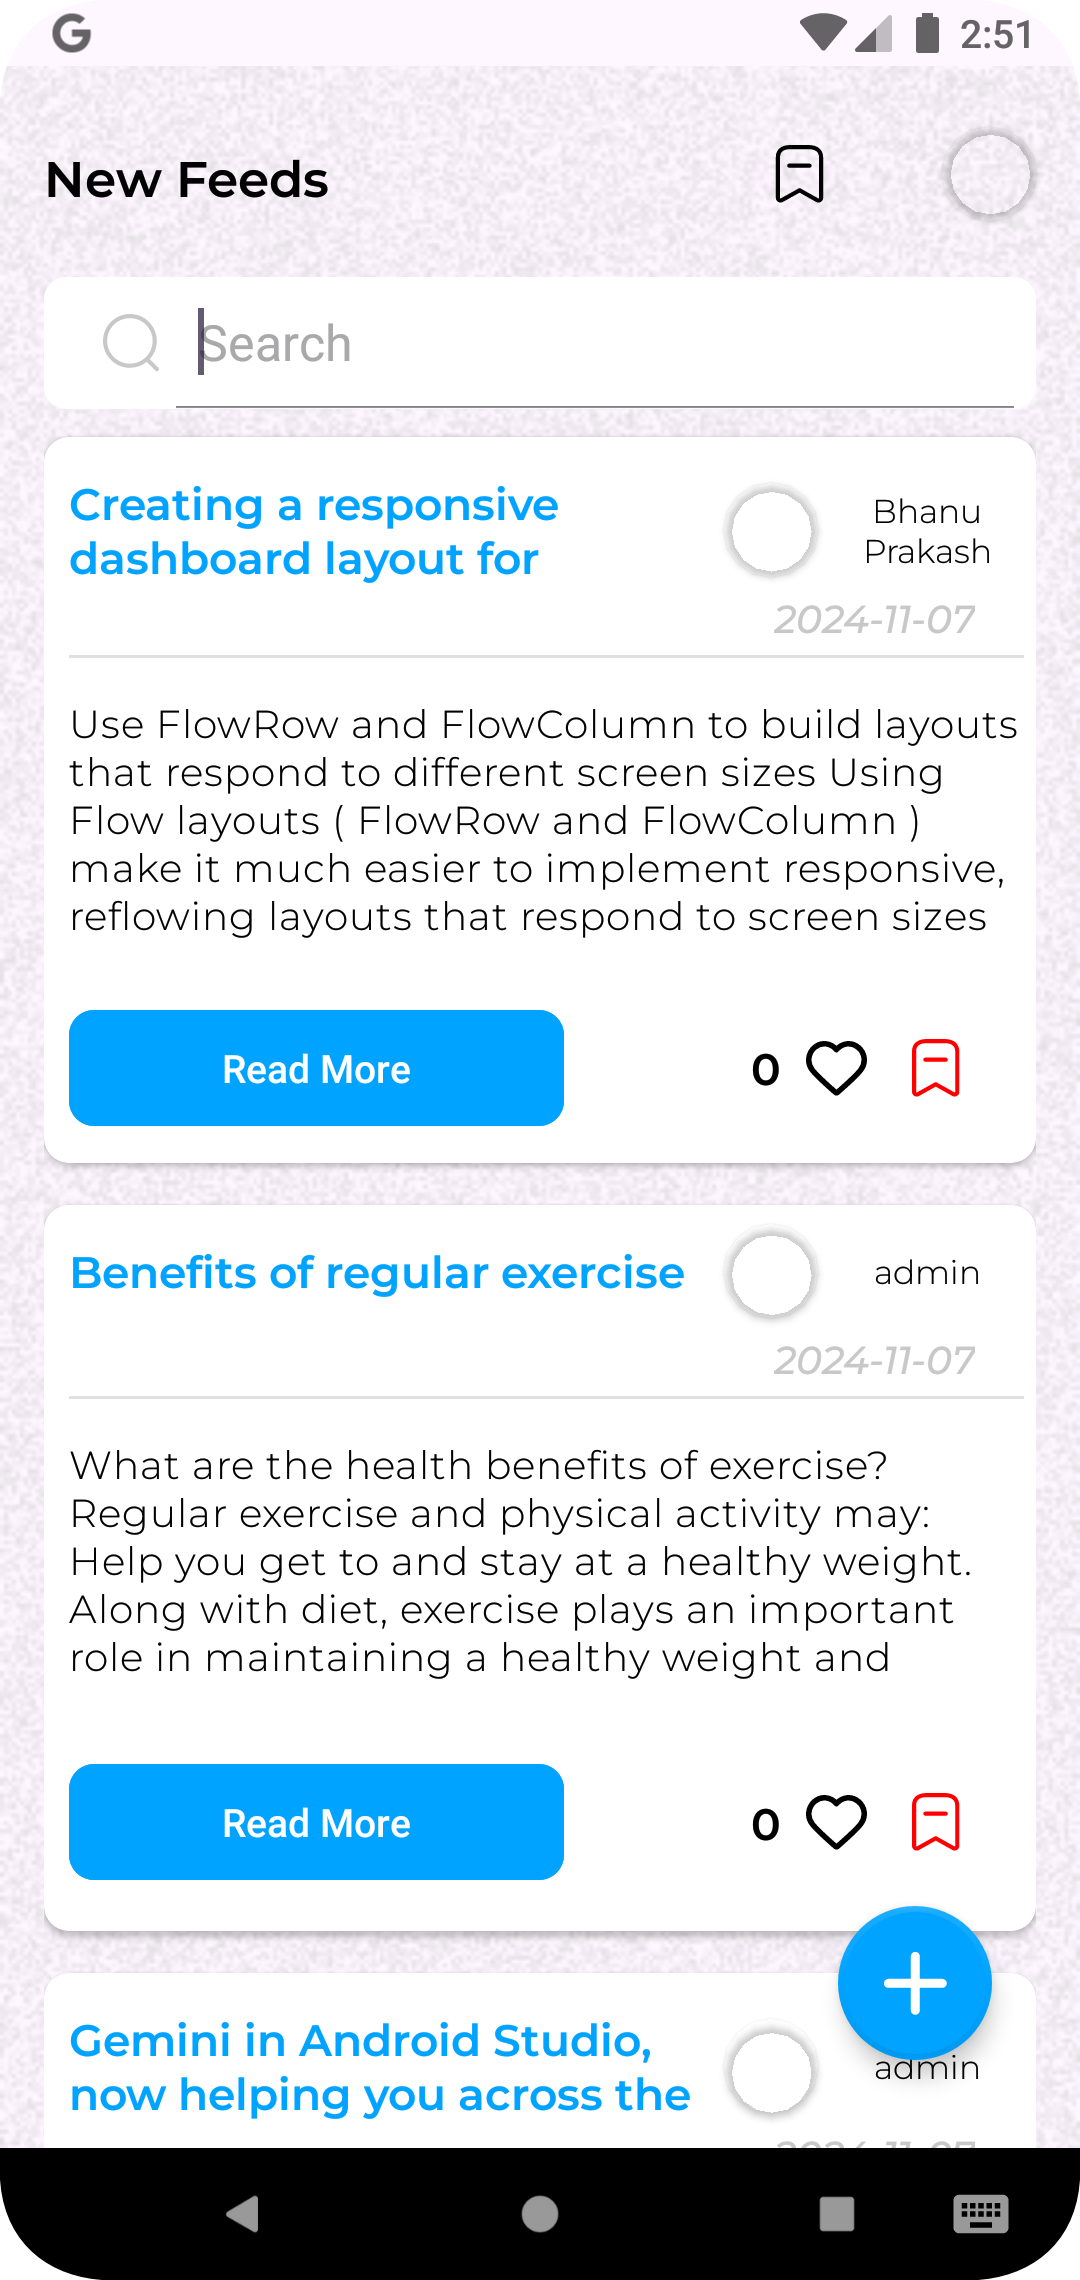 2:51
New Feeds
Search
Creating a responsive
dashboard layout for
Bhanu
Prakash
2024-11-07
Use FlowRow and FlowColumn to build layouts
that respond to different screen sizes Using
Flow layouts ( FlowRow and FlowColumn )
make it much easier to implement responsive,
reflowing layouts that respond to screen sizes
Read More
0
Benefits of regular exercise
admin
2024-11-07
What are the health benefits of exercise?
Regular exercise and physical activity may:
Help you get to and stay at a healthy weight.
Along with diet, exercise plays an important
role in maintaining a healthy weight and
Read More
0
Gemini in Android Studio,
now helping you across the
admin